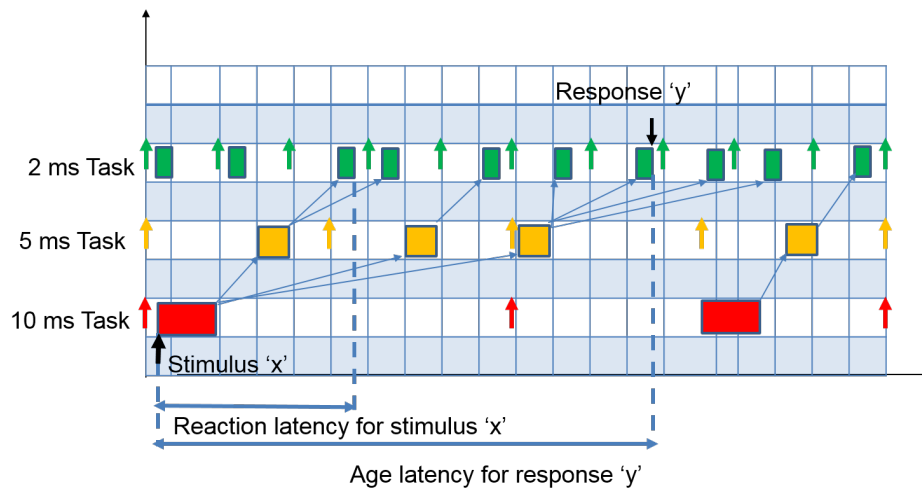 Response ‘y’
2 ms Task
5 ms Task
10 ms Task
Stimulus ‘x’
Reaction latency for stimulus ‘x’
Age latency for response ‘y’